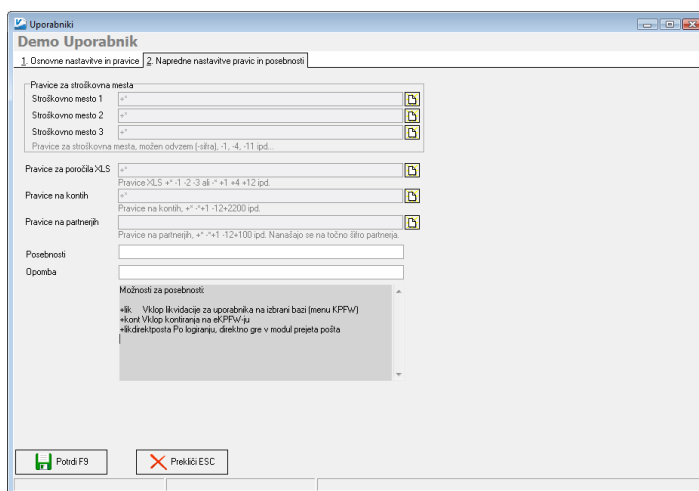 Uporabniki
Demo Uporabnik
1. Osnovne nastavitve in pravice
2. Napredne nastavitve pravic in posebnosti
Pravice za stroškovna mesta
Stroškovno mesto 1 +*
Stroškovno mesto 2 +*
Stroškovno mesto 3 +*
Pravice za stroškovna mesta, možen odvzem (-sifra), -1, -4, -11 ipd...
Pravice za poročila XLS +*
Pravice XLS +* -1 -2 -3 ali -* +1 +4 +12 ipd.
Pravice na kontih +*
Pravice na kontih, +* -*+1 -12+2200 ipd.
Pravice na partnerjih
Pravice na partnerjih, +* -*+1 -12+100 ipd. Nanašajo se na točno šifro partnerja.
Posebnosti
Opomba
Možnosti za posebnosti:
+lik Vklop likvidacije za uporabnika na izbrani bazi (menu KPFW)
+kont Vklop kontiranja na eKPFW-ju
+likdirektposta Po logiranju, direktno gre v modul prejeta pošta
Potrdi F9
Prekliči ESC